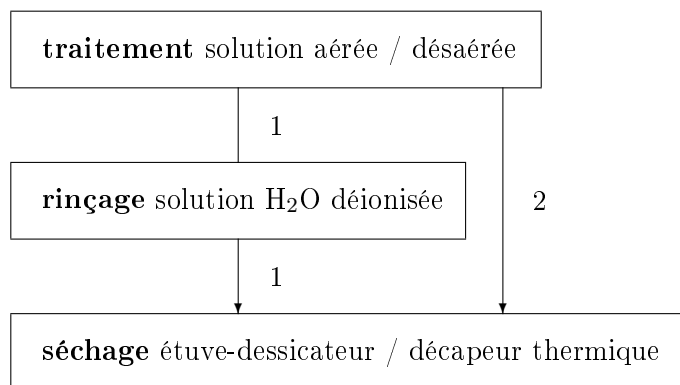 traitement solution aérée / désaérée
1
rinçage solution H₂O déionisée
2
1
séchage étuve-dessicateur / décapeur thermique